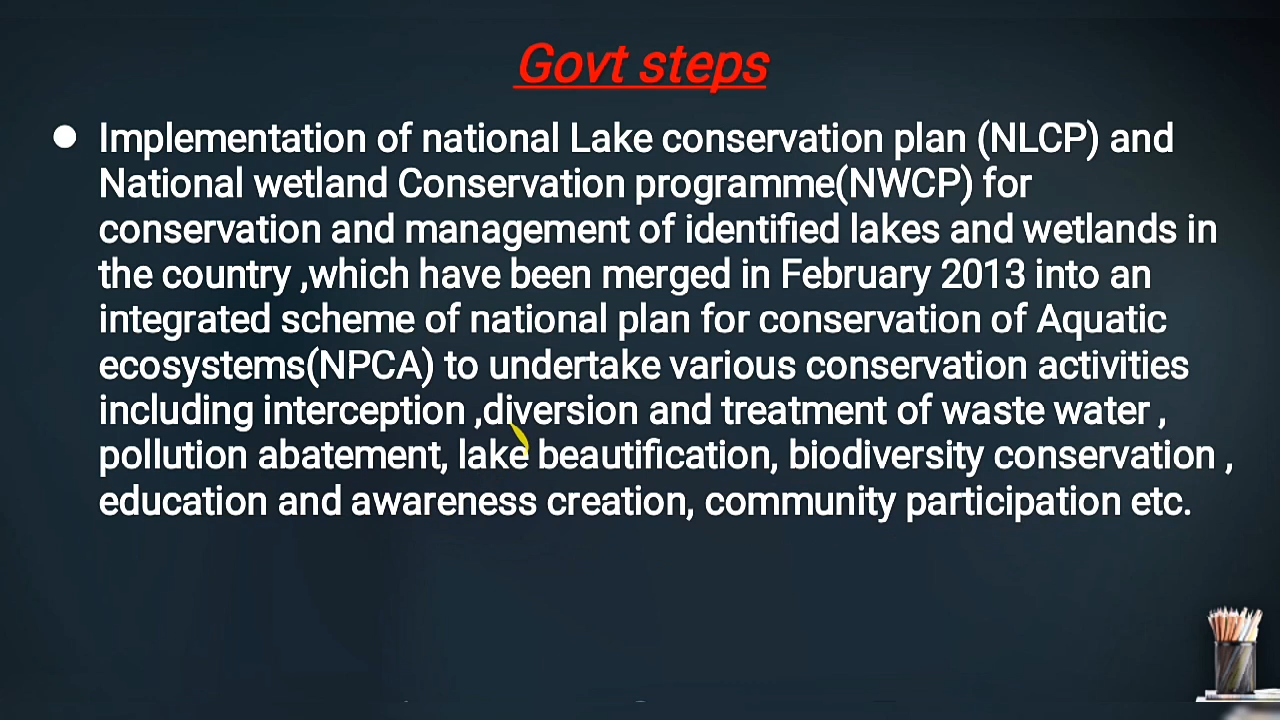 Govt steps
● Implementation of national Lake conservation plan (NLCP) and
National wetland Conservation programme(NWCP) for
conservation and management of identified lakes and wetlands in
the country ,which have been merged in February 2013 into an
integrated scheme of national plan for conservation of Aquatic
ecosystems(NPCA) to undertake various conservation activities
including interception ,diversion and treatment of waste water ,
pollution abatement, lake beautification, biodiversity conservation ,
education and awareness creation, community participation etc.